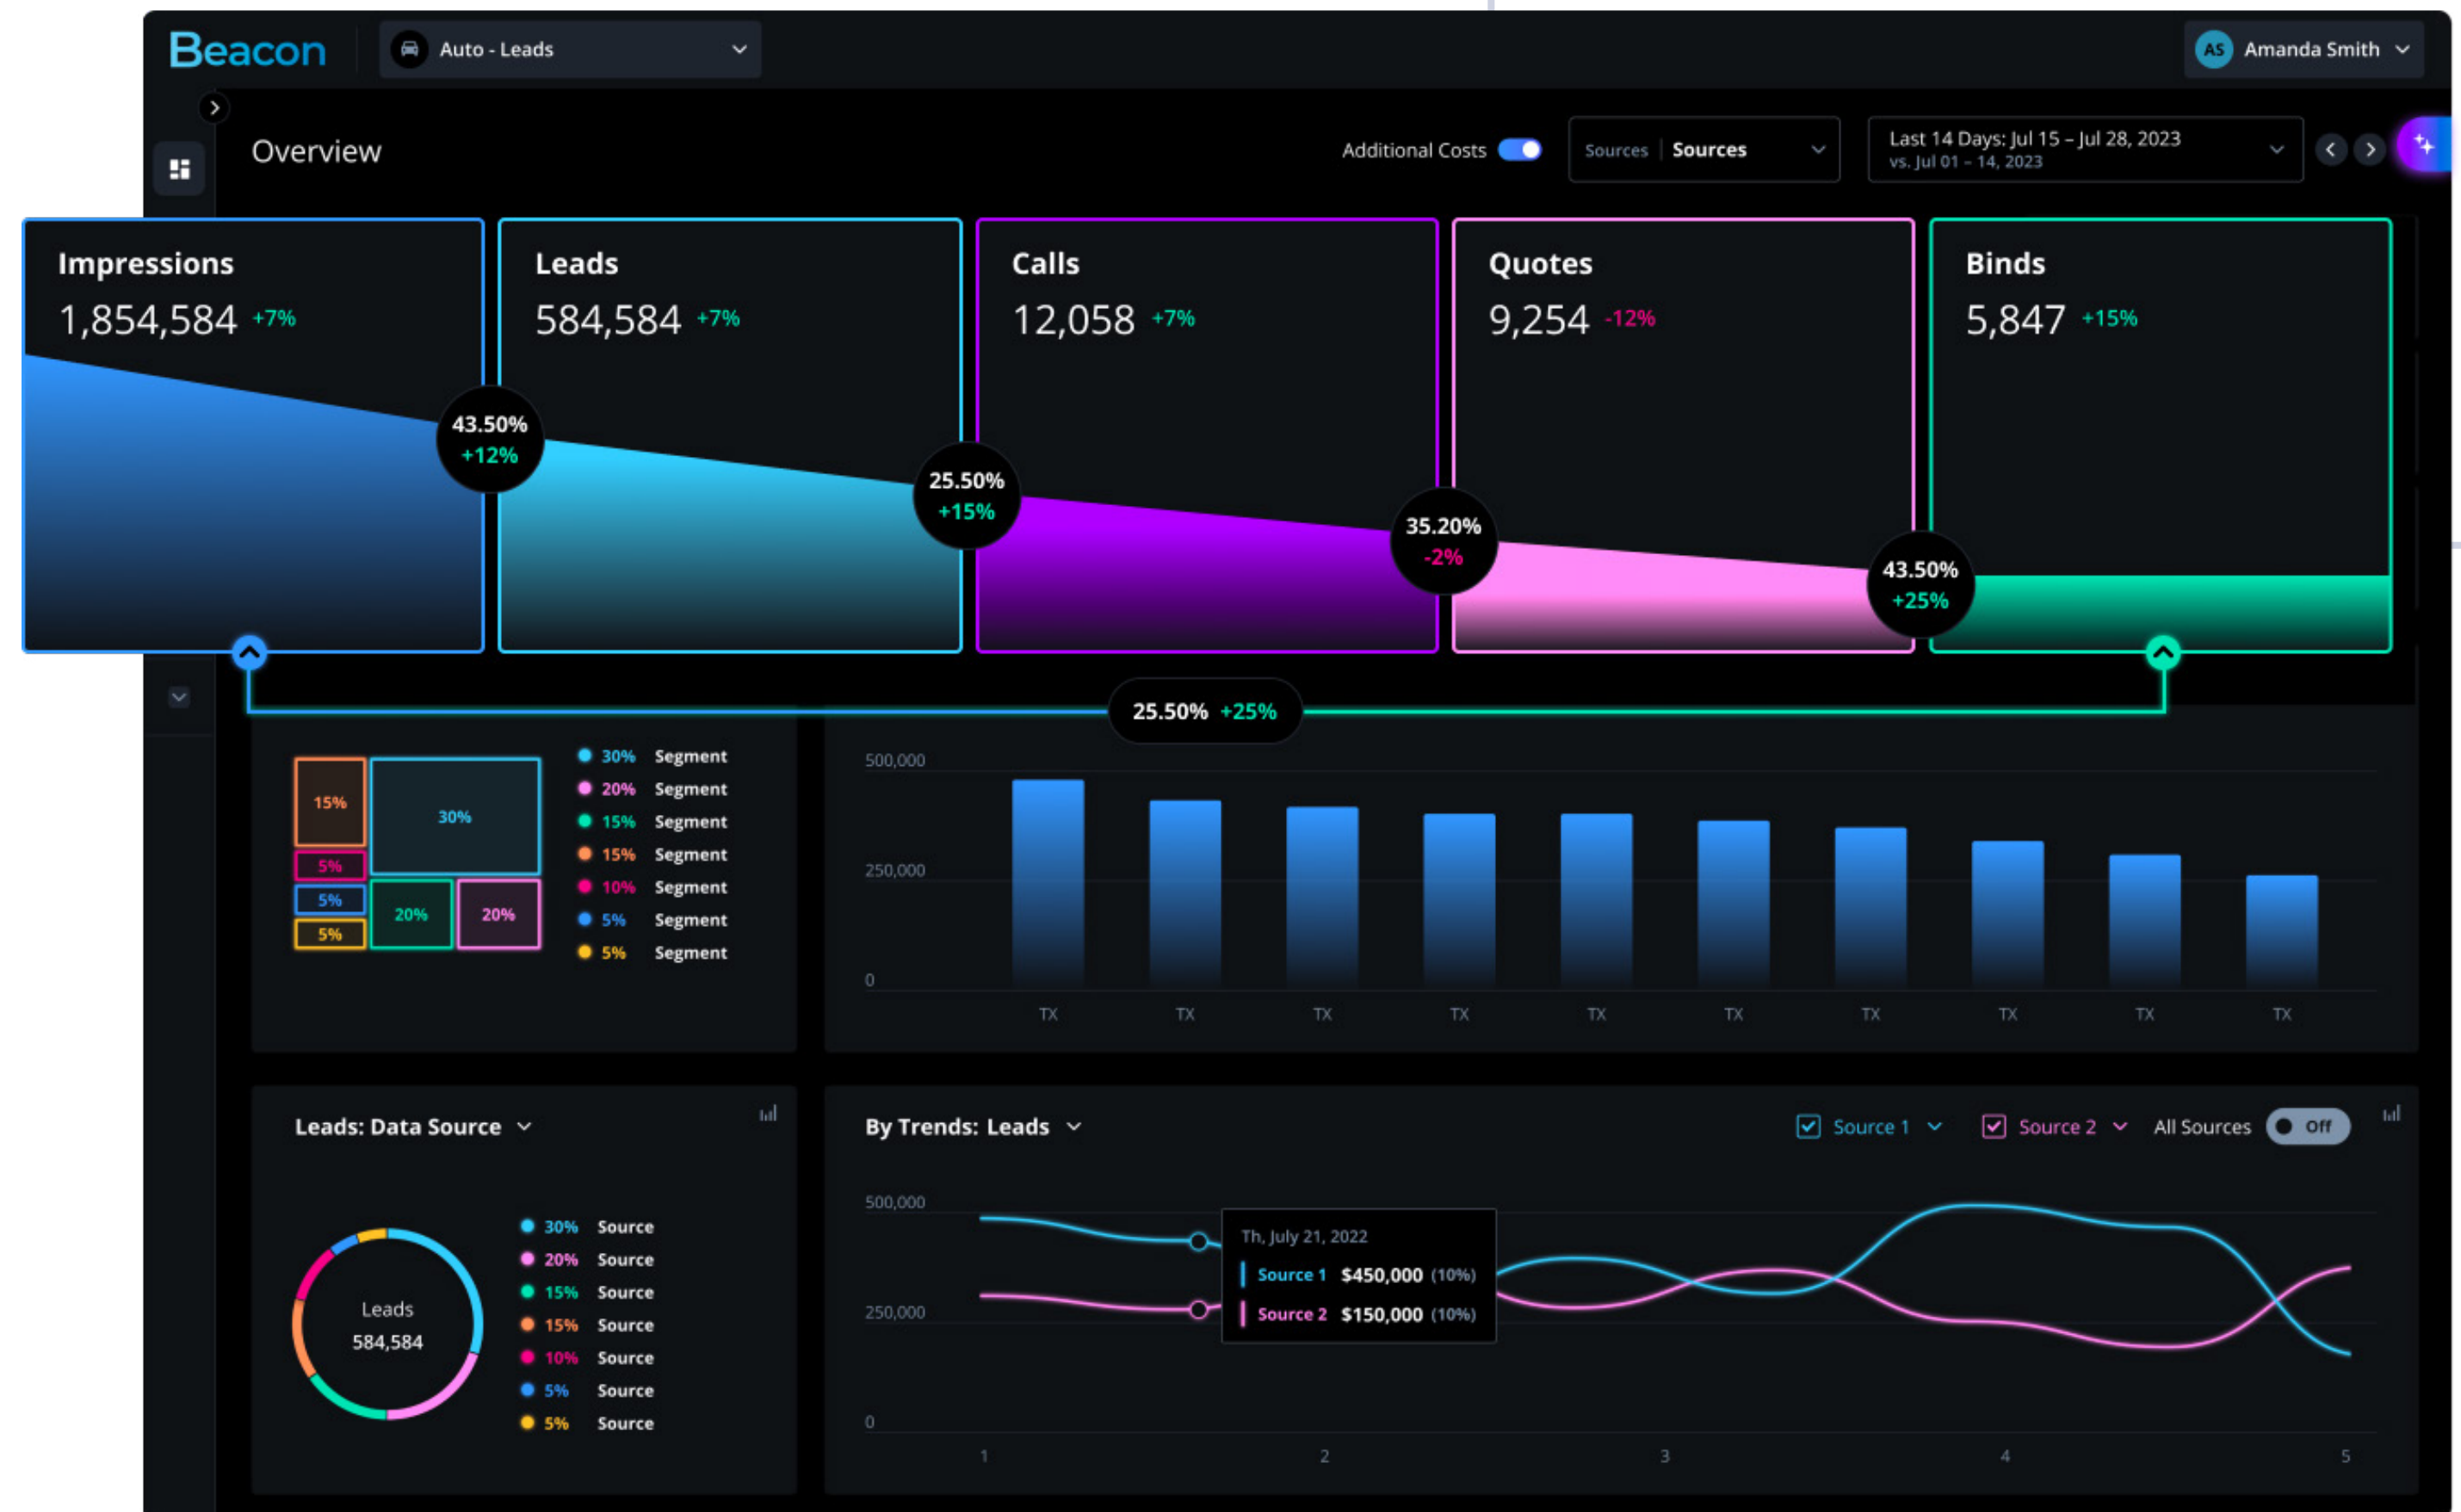 Beacon
Auto - Leads
AS Amanda Smith
Overview
Additional Costs
Sources | Sources
Last 14 Days: Jul 15 – Jul 28, 2023
vs. Jul 01 – 14, 2023
Impressions
1,854,584 +7%
Leads
584,584 +7%
Calls
12,058 +7%
Quotes
9,254 -12%
Binds
5,847 +15%
43.50%
+12%
25.50%
+15%
35.20%
-2%
43.50%
+25%
25.50% +25%
15%
30%
5%
5%
5%
20%
20%
30% Segment
20% Segment
15% Segment
15% Segment
10% Segment
5% Segment
5% Segment
500,000
250,000
0
TX TX TX TX TX TX TX TX TX TX
Leads: Data Source
Leads
584,584
30% Source
20% Source
15% Source
15% Source
10% Source
5% Source
5% Source
By Trends: Leads
Source 1
Source 2
All Sources Off
500,000
250,000
0
Th, July 21, 2022
Source 1 $450,000 (10%)
Source 2 $150,000 (10%)
1 2 3 4 5